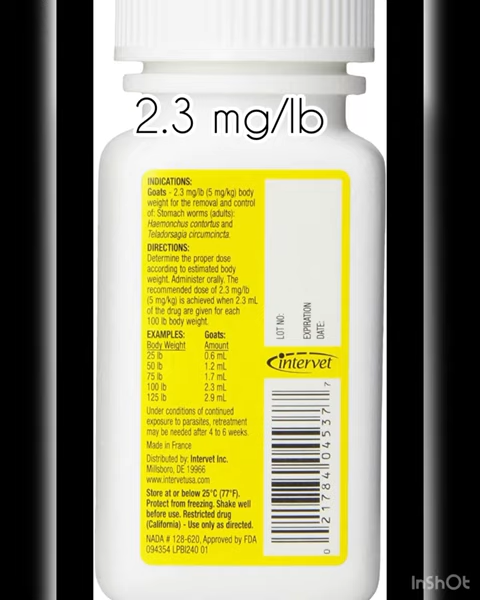 2.3 mg/lb
INDICATIONS:
Goats - 2.3 mg/lb (5 mg/kg) body
weight for the removal and control
of: Stomach worms (adults):
Haemonchus contortus and
Teladorsagia circumcincta.
DIRECTIONS:
Determine the proper dose
according to estimated body
weight. Administer orally. The
recommended dose of 2.3 mg/lb
(5 mg/kg) is achieved when 2.3 mL
of the drug are given for each
100 lb body weight.
EXAMPLES: Goats:
Body Weight Amount
25 lb 0.6 mL
50 lb 1.2 mL
75 lb 1.7 mL
100 lb 2.3 mL
125 lb 2.9 mL
Under conditions of continued
exposure to parasites, retreatment
may be needed after 4 to 6 weeks.
Made in France
Distributed by: Intervet Inc.
Millsboro, DE 19966
www.intervetusa.com
Store at or below 25°C (77°F).
Protect from freezing. Shake well
before use. Restricted drug
(California) - Use only as directed.
NADA # 128-620, Approved by FDA
094354 LPBI240 01
LOT NO:
EXPIRATION
DATE:
intervet
0 21784 04537 7
InShOt